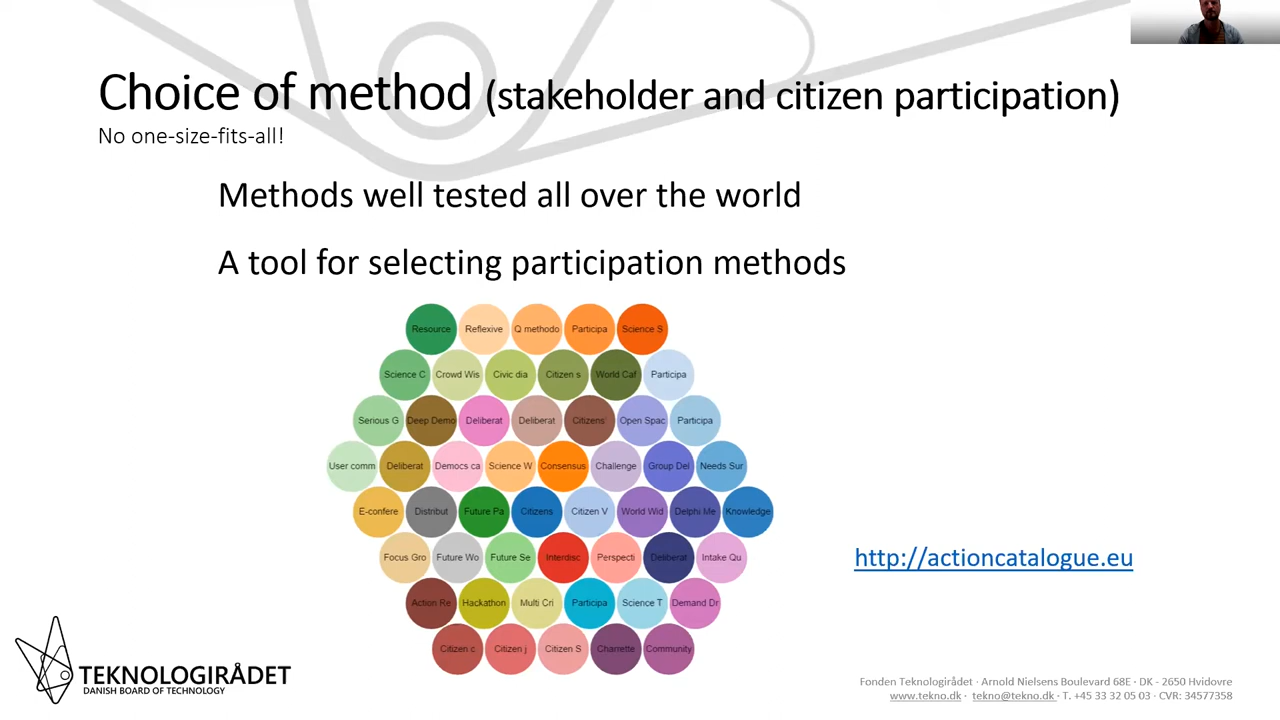 Choice of method (stakeholder and citizen participation)
No one-size-fits-all!
Methods well tested all over the world
A tool for selecting participation methods
Resource Reflexive Q methodo Participa Science S
Science C Crowd Wis Civic dia Citizen s World Caf Participa
Serious G Deep Demo Deliberat Deliberat Citizens' Open Spac Participa
User comm Deliberat Democs ca Science W Consensus Challenge Group Del Needs Sur
E-confere Distribut Future Pa Citizens Citizen V World Wid Delphi Me Knowledge
Focus Gro Future Wo Future Se Interdisc Perspecti Deliberat Intake Qu
http://actioncatalogue.eu
Action Re Hackathon Multi Cri Participa Science T Demand Dr
Citizen c Citizen j Citizen S Charrette Community
TEKNOLOGIRÅDET
DANISH BOARD OF TECHNOLOGY
Fonden Teknologirådet · Arnold Nielsens Boulevard 68E · DK - 2650 Hvidovre
www.tekno.dk · tekno@tekno.dk · T. +45 33 32 05 03 · CVR: 34577358